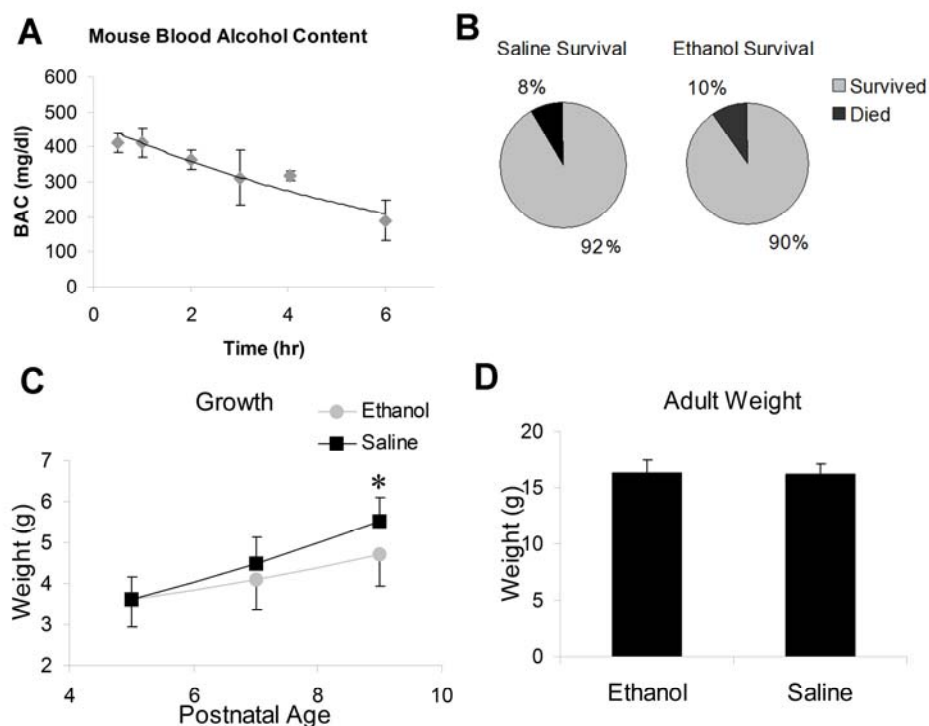 A
Mouse Blood Alcohol Content
600
500
400
300
200
100
0
BAC (mg/dl)
0 2 4 6
Time (hr)
B
Saline Survival
8%
92%
Ethanol Survival
10%
90%
Survived
Died
C
Growth
Ethanol
Saline
7
6
5
4
3
2
Weight (g)
*
4 6 8 10
Postnatal Age
D
Adult Weight
20
15
10
5
0
Weight (g)
Ethanol Saline